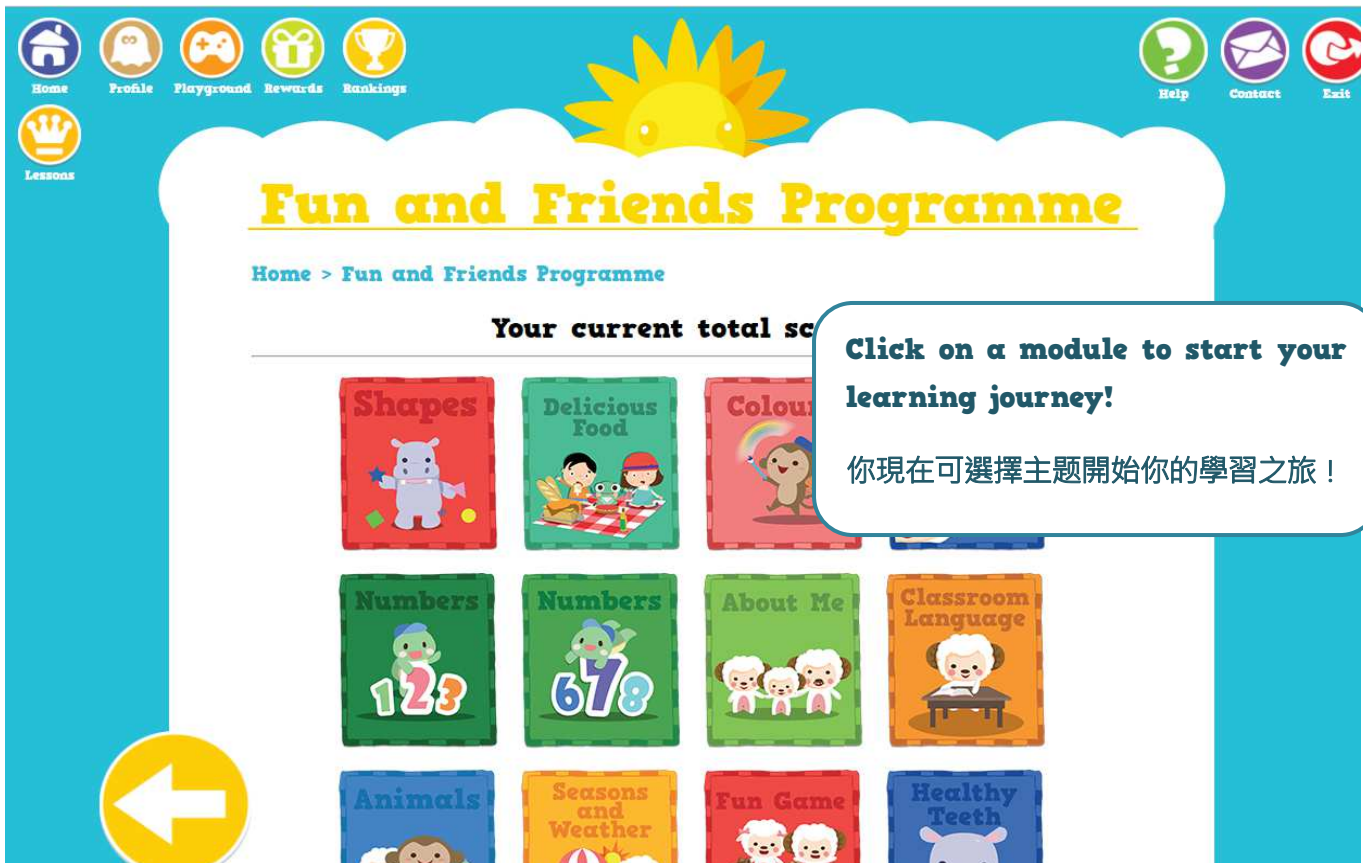 Home
Profile
Playground
Rewards
Rankings
Help
Contact
Exit
Lessons
Fun and Friends Programme
Home > Fun and Friends Programme
Your current total
Click on a module to start your
learning journey!
你現在可選擇主题開始你的學習之旅！
Shapes
Delicious
Food
Numbers
123
Numbers
678
About Me
Classroom
Language
Animals
Seasons
and
Weather
Fun Game
Healthy
Teeth